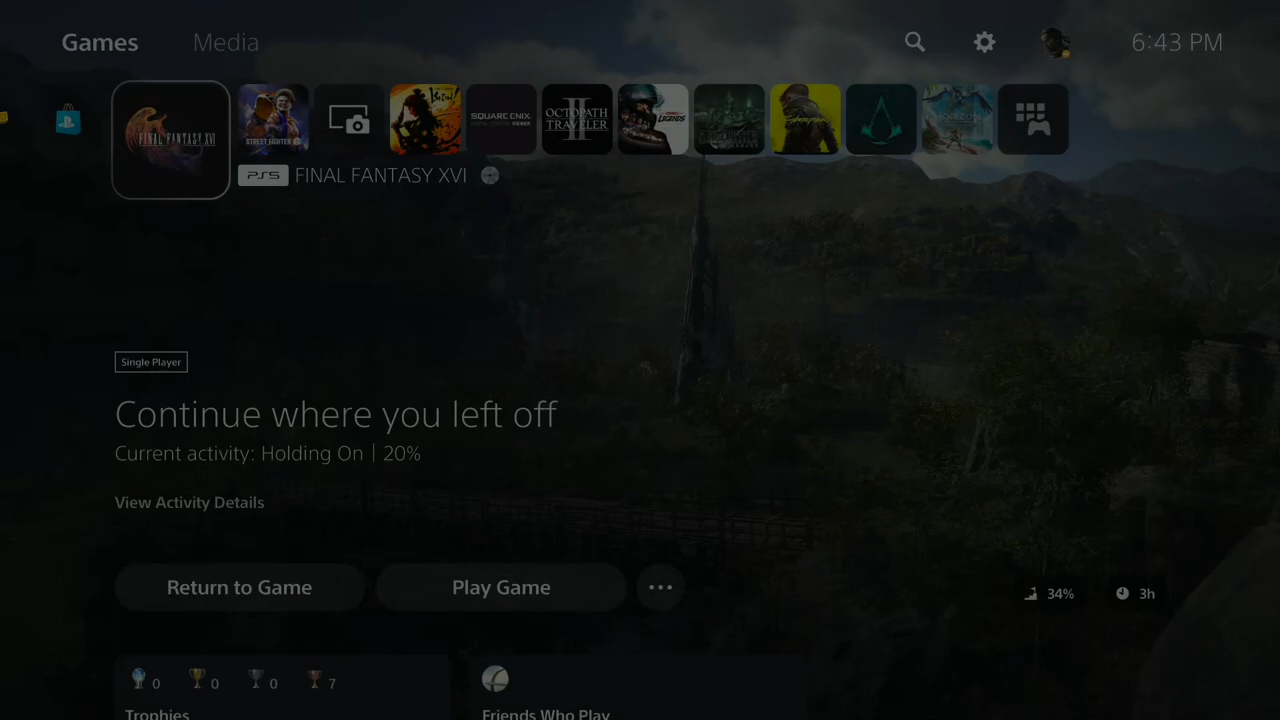 Games
Media
6:43 PM
FINAL FANTASY XVI
STREET FIGHTER 6
SQUARE ENIX
OCTOPATH
II
TRAVELER
LEGENDS
Cyberpunk
HORIZON
PS5 FINAL FANTASY XVI
Single Player
Continue where you left off
Current activity: Holding On | 20%
View Activity Details
Return to Game
Play Game
34%
3h
0
0
0
7
Trophies
Friends Who Play